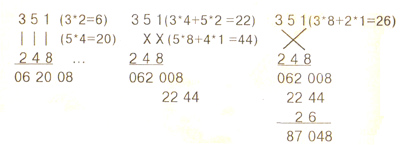 3 5 1 (3*2=6)
| | | (5*4=20)
2 4 8 ...
06 20 08
3 5 1 (3*4+5*2 =22)
X X (5*8+4*1 =44)
2 4 8
062 008
22 44
3 5 1 (3*8+2*1=26)
2 4 8
062 008
22 44
2 6
87 048